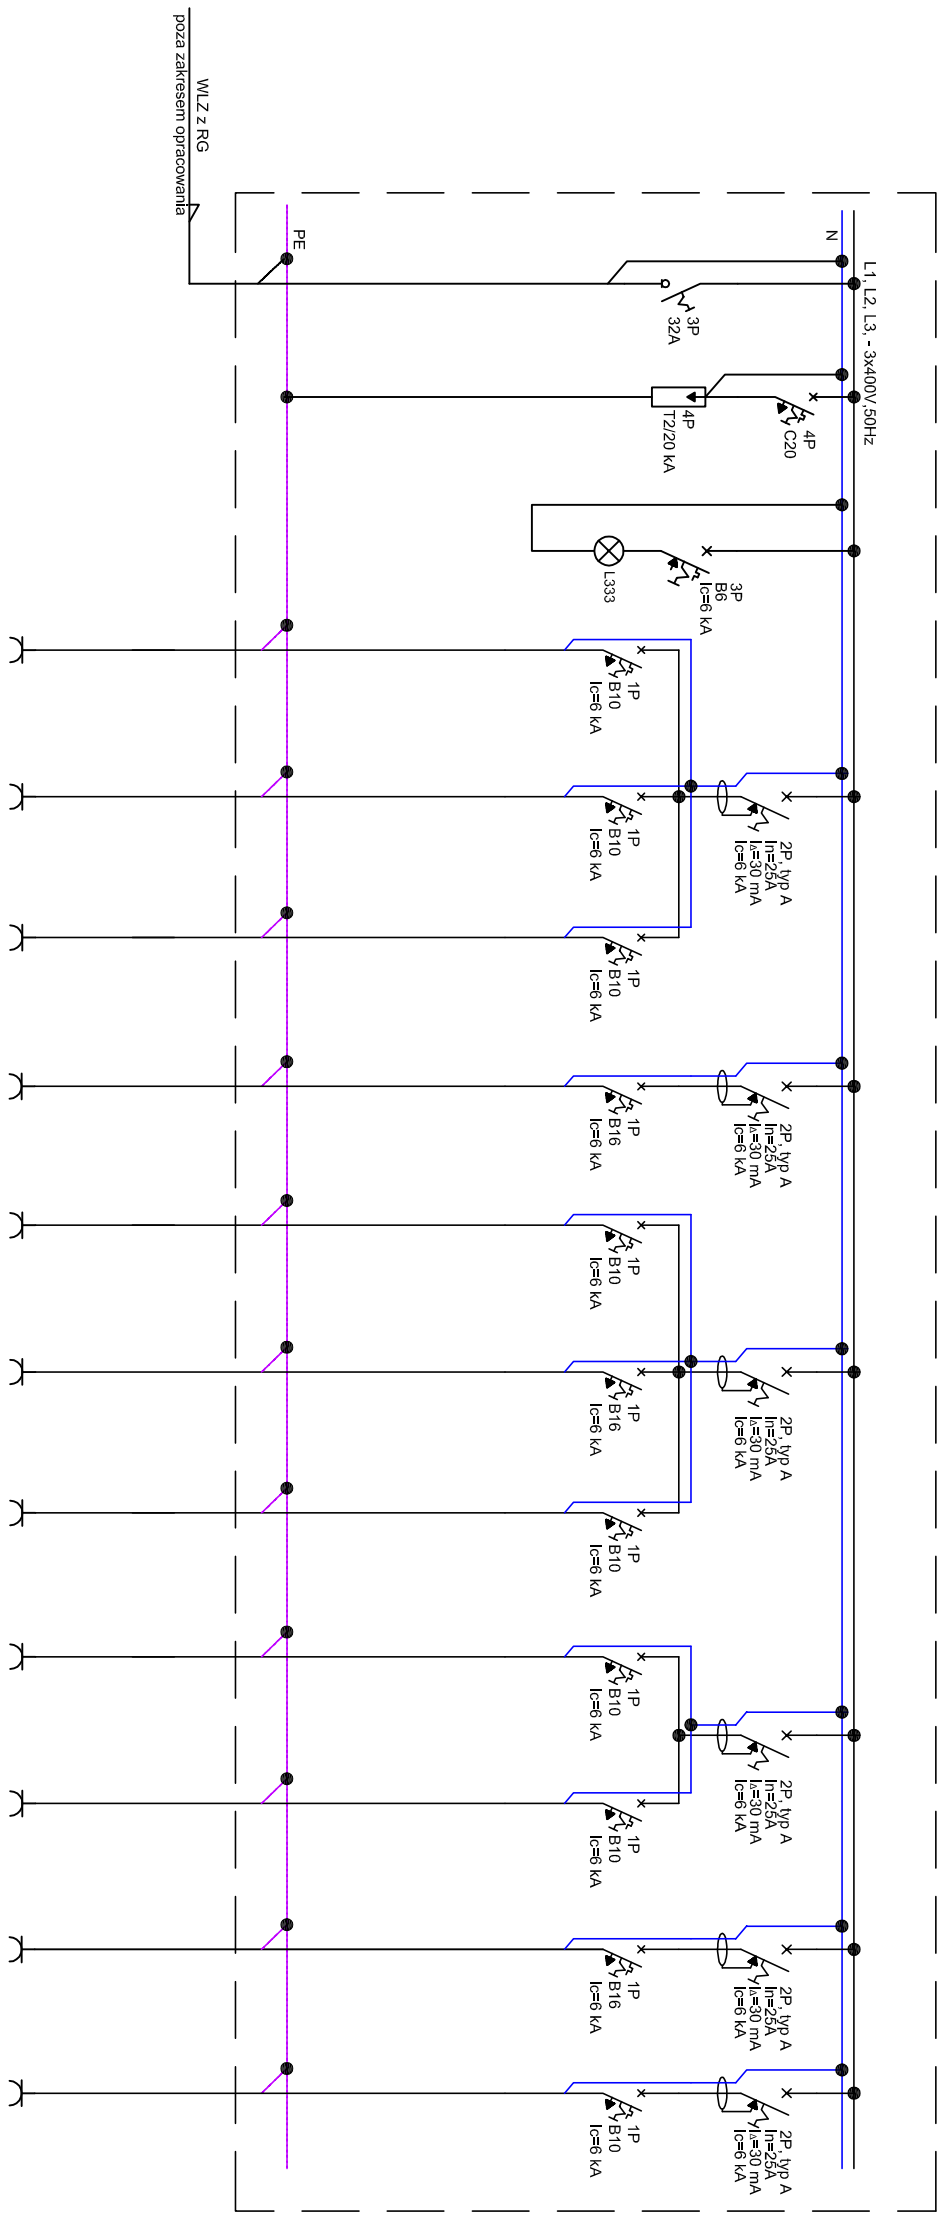 WLZ z RG
poza zakresem opracowania
PE
N
L1, L2, L3, - 3x400V,50Hz
3P
32A
4P
C20
4P
T2/20 kA
3P
B6
Ic=6 kA
L333
1P
B10
Ic=6 kA
2P, typ A
In=25A
I∆=30 mA
Ic=6 kA
1P
B10
Ic=6 kA
1P
B10
Ic=6 kA
2P, typ A
In=25A
I∆=30 mA
Ic=6 kA
1P
B16
Ic=6 kA
1P
B10
Ic=6 kA
2P, typ A
In=25A
I∆=30 mA
Ic=6 kA
1P
B16
Ic=6 kA
1P
B10
Ic=6 kA
1P
B10
Ic=6 kA
2P, typ A
In=25A
I∆=30 mA
Ic=6 kA
1P
B10
Ic=6 kA
2P, typ A
In=25A
I∆=30 mA
Ic=6 kA
1P
B16
Ic=6 kA
2P, typ A
In=25A
I∆=30 mA
Ic=6 kA
1P
B10
Ic=6 kA